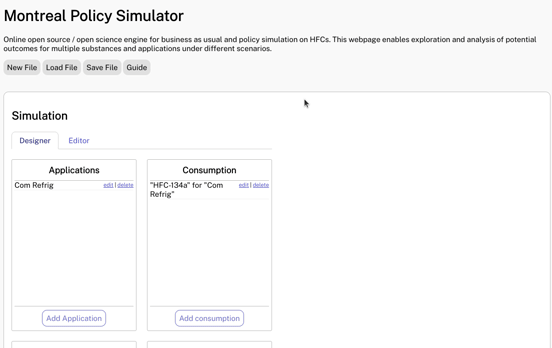 Montreal Policy Simulator
Online open source / open science engine for business as usual and policy simulation on HFCs. This webpage enables exploration and analysis of potential
outcomes for multiple substances and applications under different scenarios.
New File Load File Save File Guide
Simulation
Designer Editor
Applications
Com Refrig edit | delete
Add Application
Consumption
"HFC-134a" for "Com edit | delete
Refrig"
Add consumption